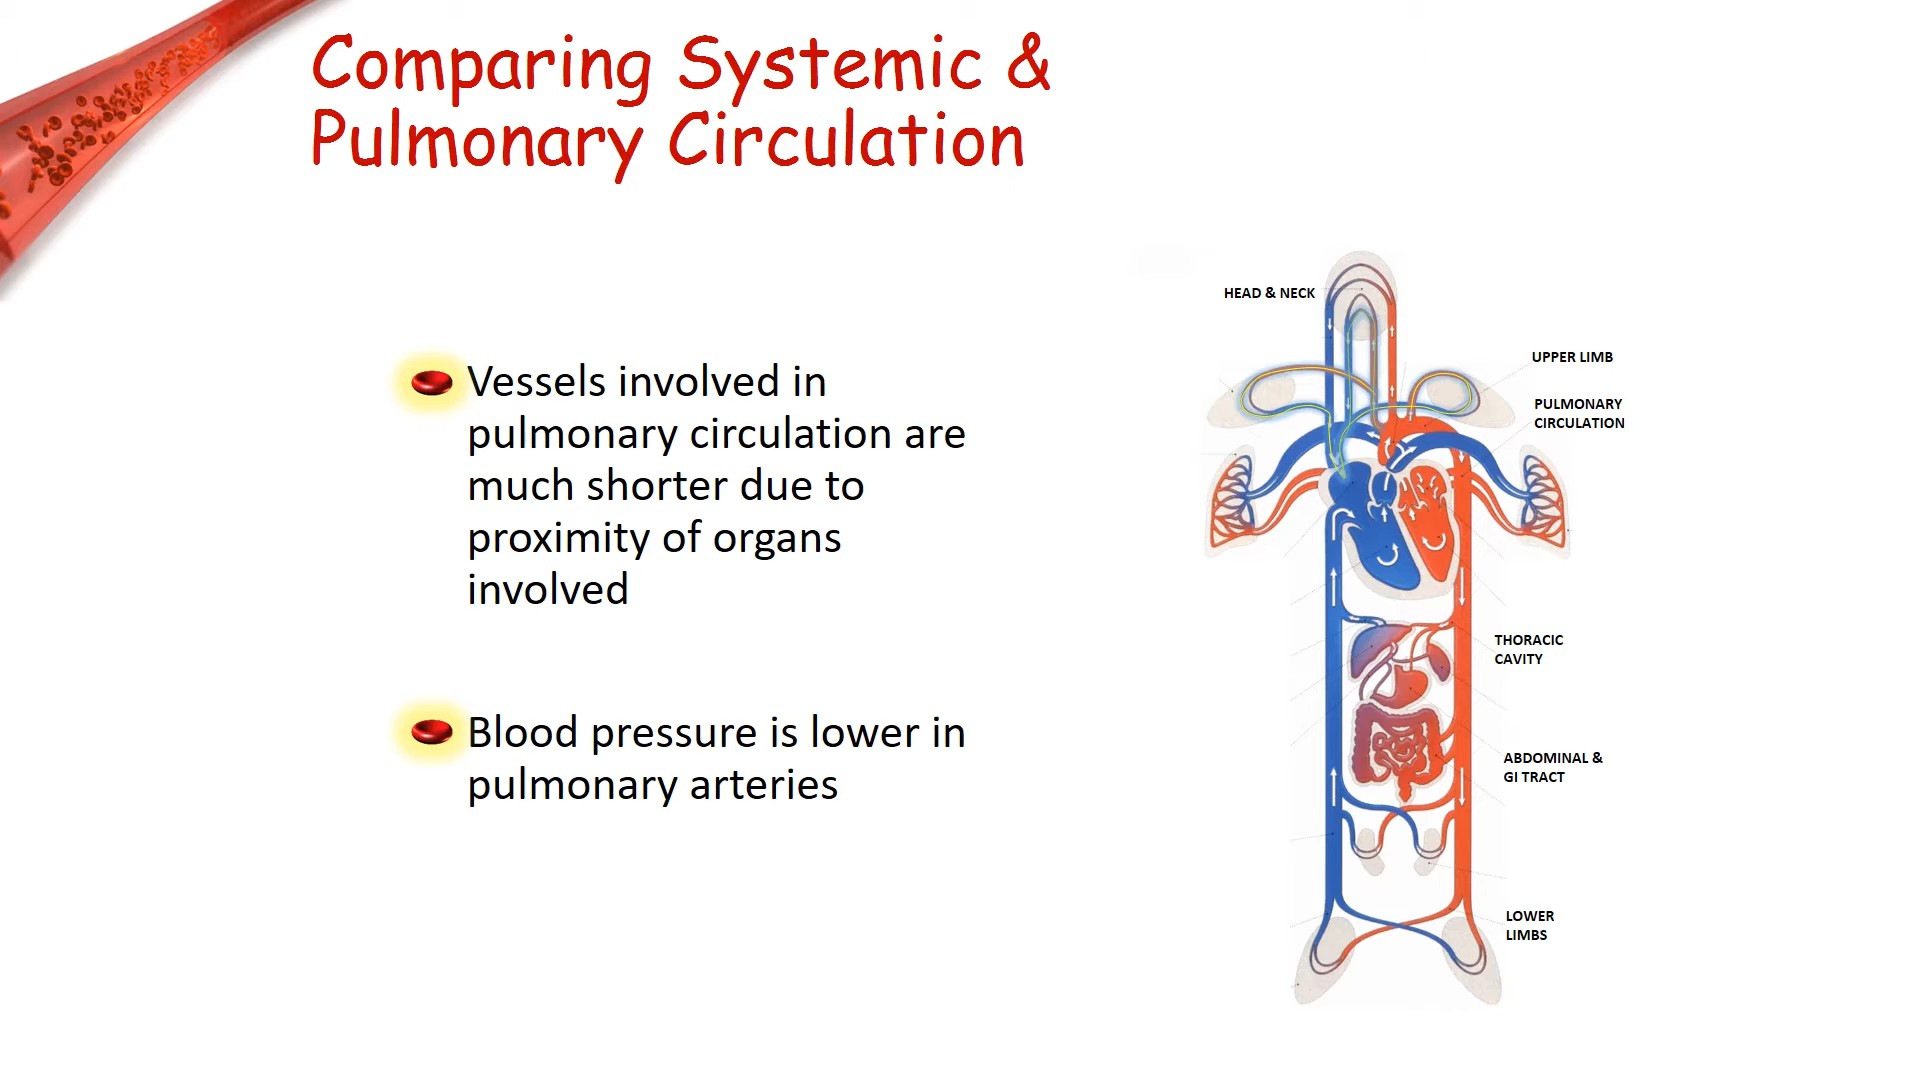 Comparing Systemic &
Pulmonary Circulation
Vessels involved in
pulmonary circulation are
much shorter due to
proximity of organs
involved
Blood pressure is lower in
pulmonary arteries
HEAD & NECK
UPPER LIMB
PULMONARY
CIRCULATION
THORACIC
CAVITY
ABDOMINAL &
GI TRACT
LOWER
LIMBS